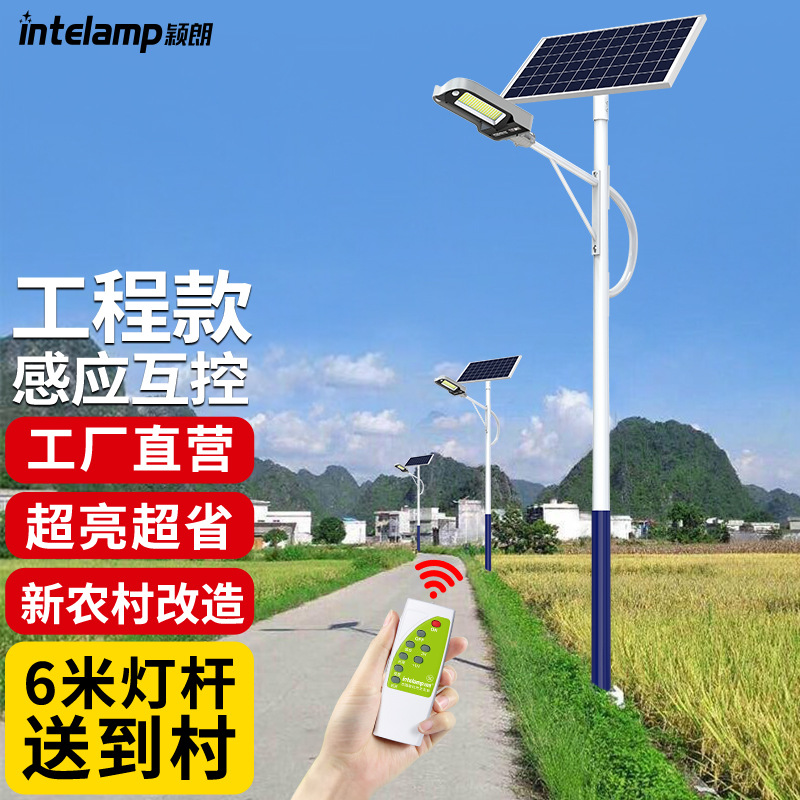 intelamp颖朗
工程款
感应互控
工厂直营
超亮超省
新农村改造
6米灯杆
送到村
intelamp